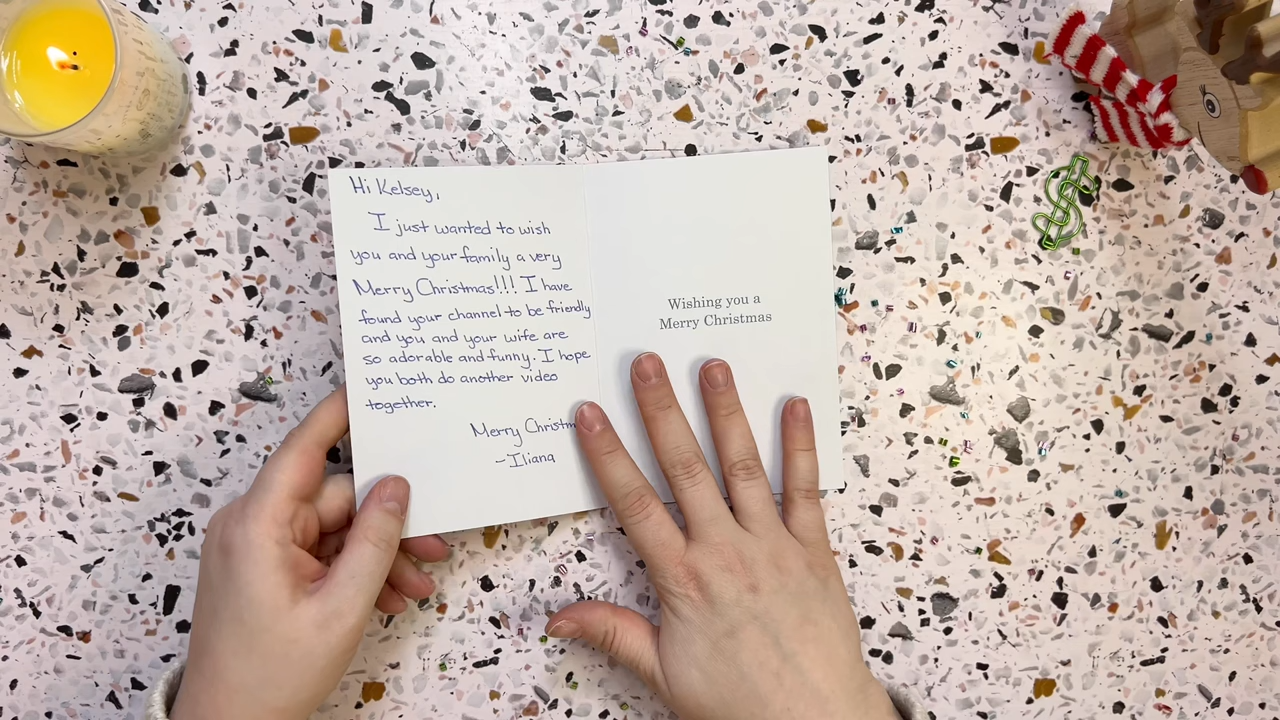 Hi Kelsey,
I just wanted to wish
you and your family a very
Merry Christmas!!! I have
found your channel to be friendly
and you and your wife are
so adorable and funny. I hope
you both do another video
together.
Merry Christm
-Iliana
Wishing you a
Merry Christmas